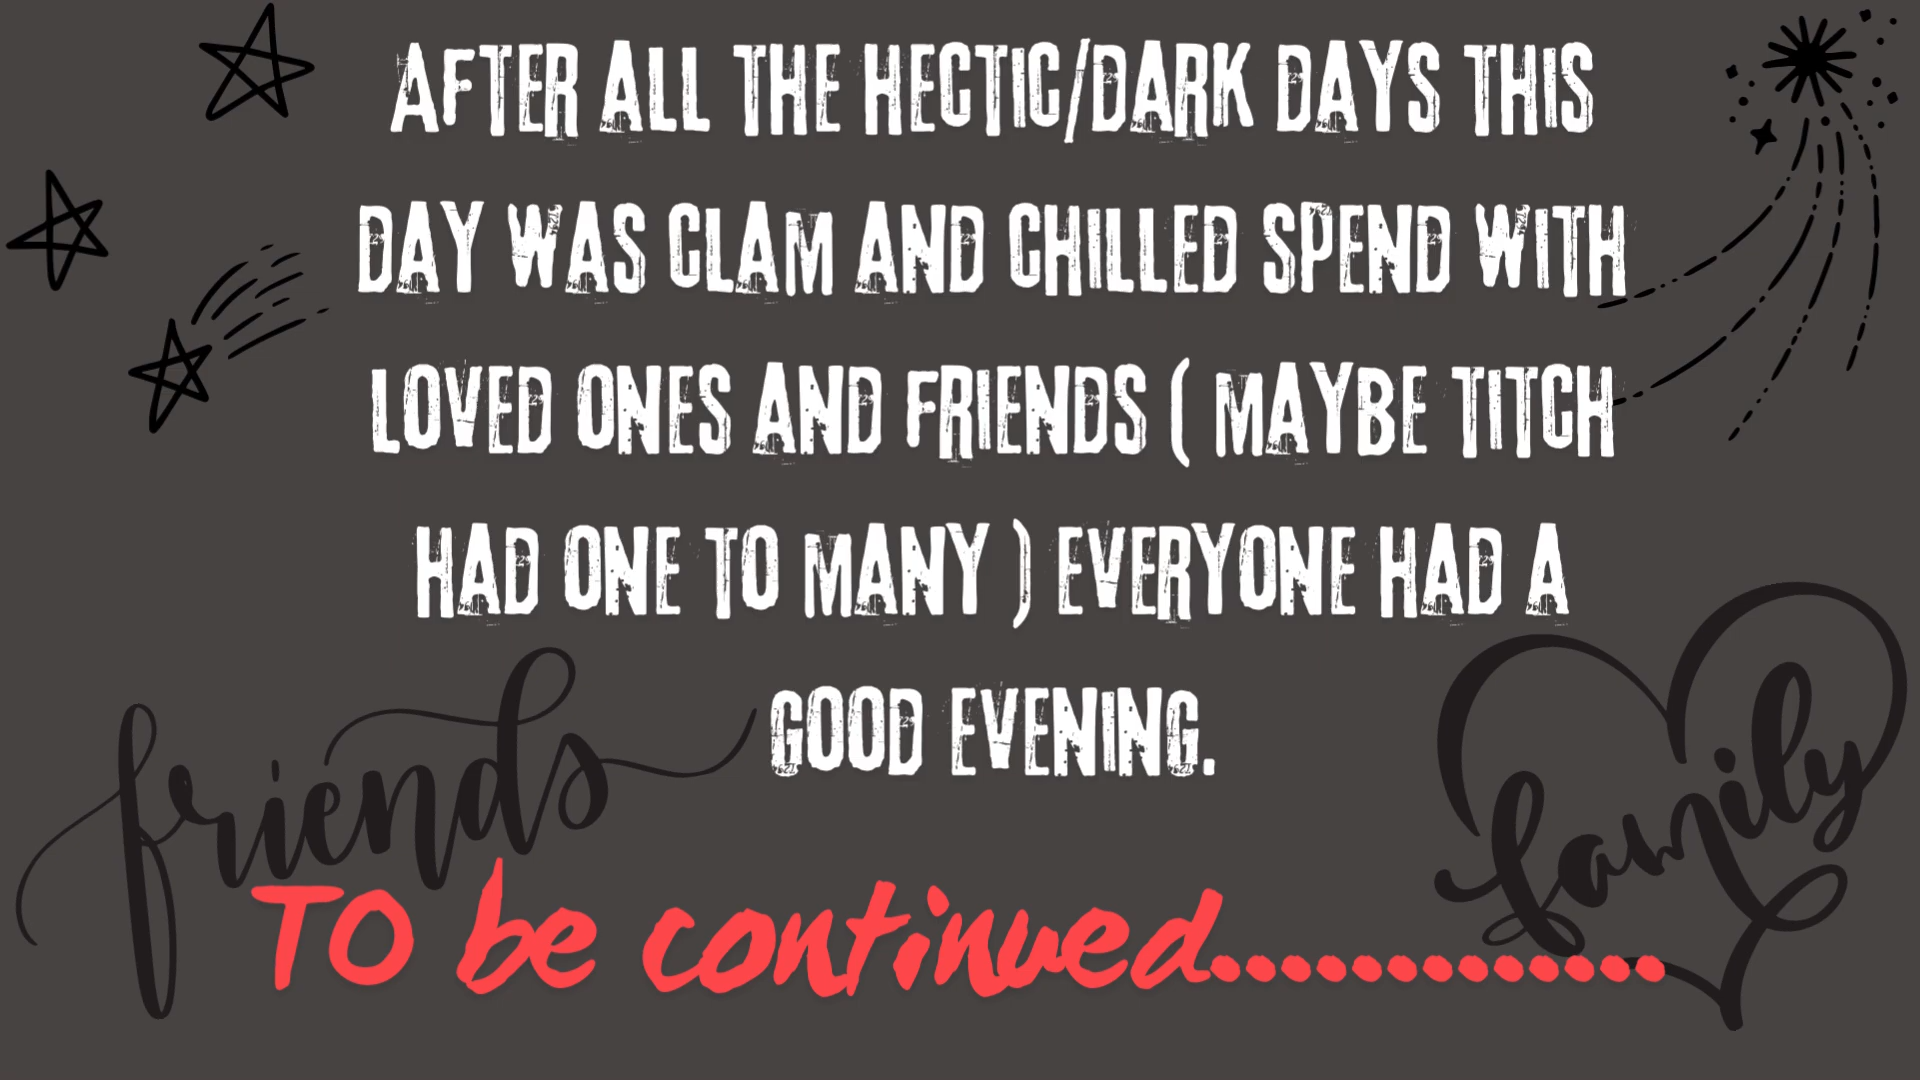 AFTER ALL THE HECTIC/DARK DAYS THIS
DAY WAS CLAM AND CHILLED SPEND WITH
LOVED ONES AND FRIENDS ( MAYBE TITCH
HAD ONE TO MANY ) EVERYONE HAD A
GOOD EVENING.
friends
family
TO be continued.............